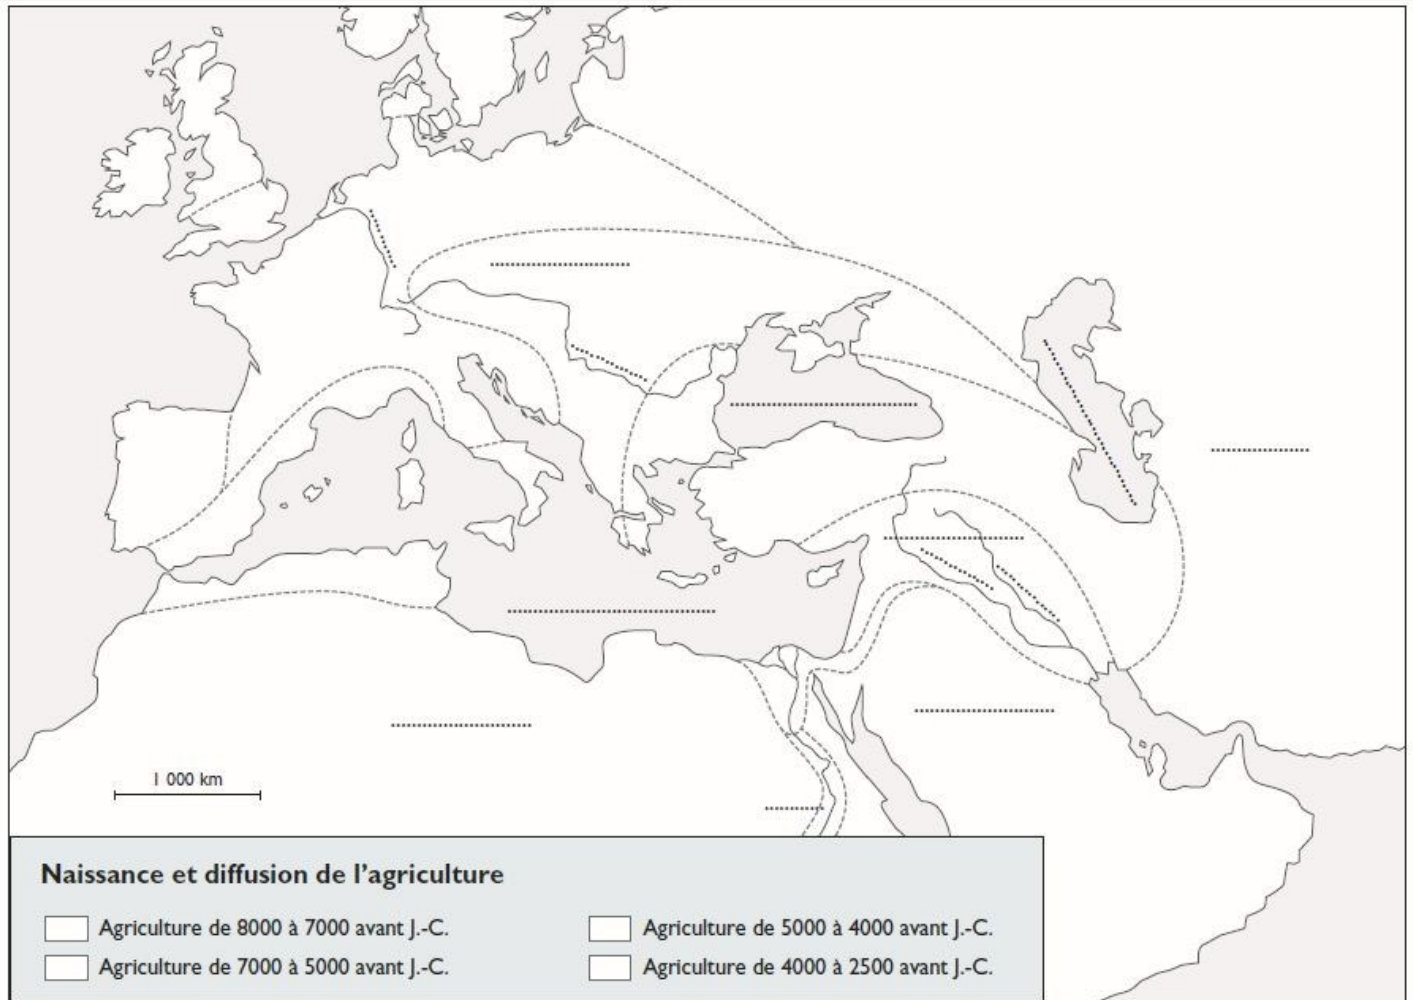 1 000 km
Naissance et diffusion de l’agriculture
Agriculture de 8000 à 7000 avant J.-C.
Agriculture de 7000 à 5000 avant J.-C.
Agriculture de 5000 à 4000 avant J.-C.
Agriculture de 4000 à 2500 avant J.-C.